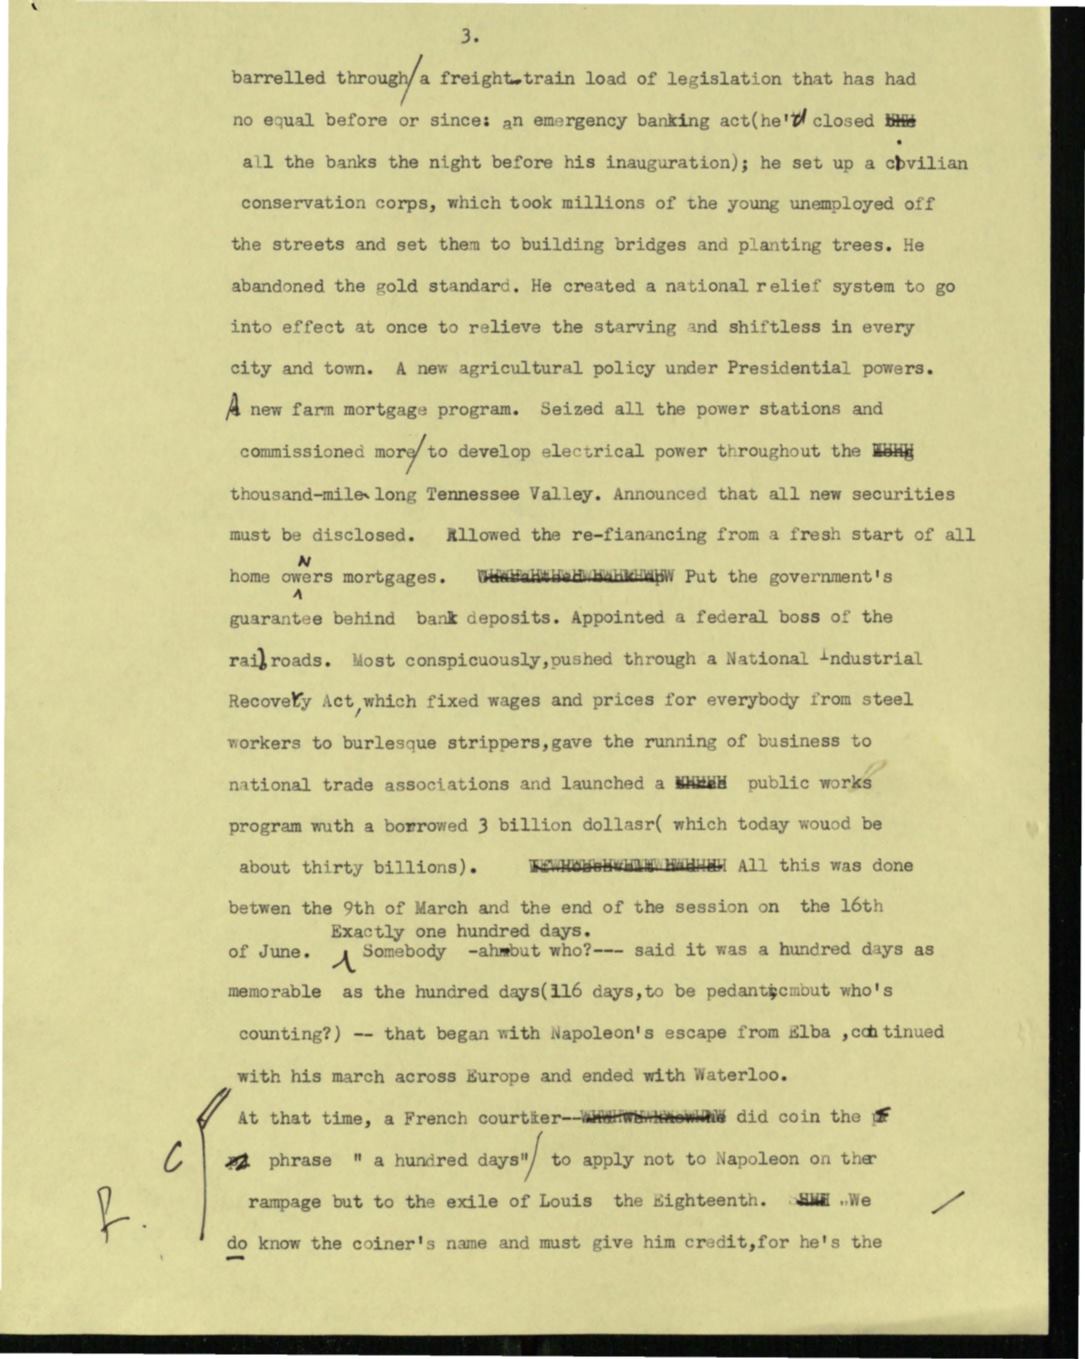 3.
barrelled through/a freight-train load of legislation that has had
no equal before or since: an emergency banking act(he'd closed
all the banks the night before his inauguration); he set up a civilian
conservation corps, which took millions of the young unemployed off
the streets and set them to building bridges and planting trees. He
abandoned the gold standard. He created a national relief system to go
into effect at once to relieve the starving and shiftless in every
city and town. A new agricultural policy under Presidential powers.
A new farm mortgage program. Seized all the power stations and
commissioned more/to develop electrical power throughout the
thousand-mile-long Tennessee Valley. Announced that all new securities
must be disclosed. Allowed the re-fianancing from a fresh start of all
N
home owers mortgages. Put the government's
guarantee behind bank deposits. Appointed a federal boss of the
railroads. Most conspicuously,pushed through a National Industrial
Recovery Act,which fixed wages and prices for everybody from steel
workers to burlesque strippers,gave the running of business to
national trade associations and launched a public works
program wuth a borrowed 3 billion dollasr( which today wouod be
about thirty billions). All this was done
betwen the 9th of March and the end of the session on the 16th
Exactly one hundred days.
of June. Somebody -ah-but who?--- said it was a hundred days as
memorable as the hundred days(116 days,to be but who's
counting?) -- that began with Napoleon's escape from Elba ,continued
with his march across Europe and ended with Waterloo.
At that time, a French courtier-- did coin the
phrase " a hundred days"/ to apply not to Napoleon on the
rampage but to the exile of Louis the Eighteenth. We
do know the coiner's name and must give him credit,for he's the